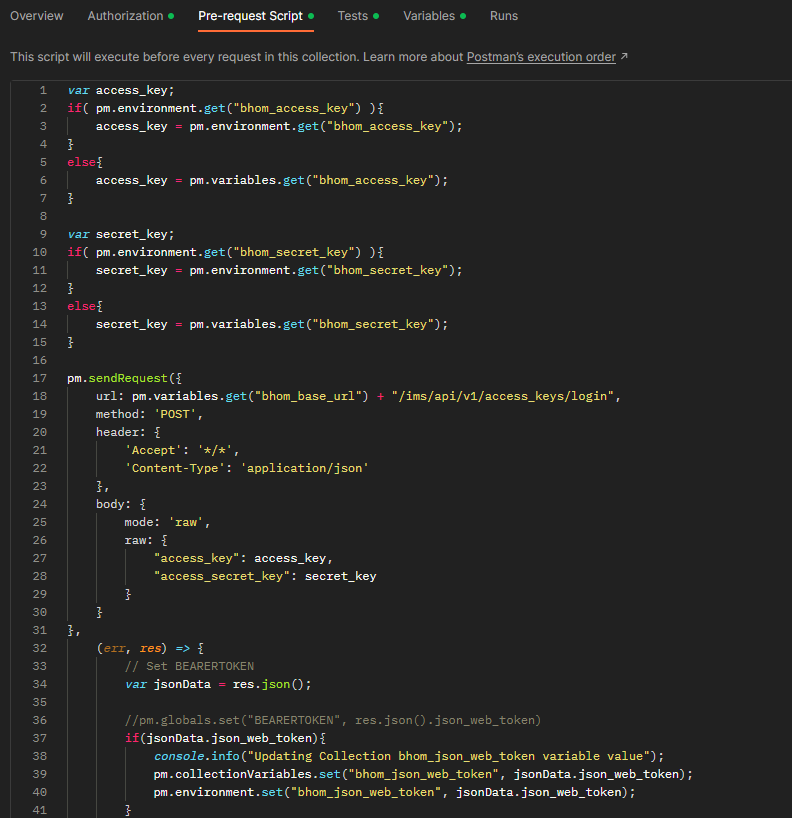 Overview Authorization Pre-request Script Tests Variables Runs
This script will execute before every request in this collection. Learn more about Postman's execution order ↗
1 var access_key;
2 if( pm.environment.get("bhom_access_key") ){
3 access_key = pm.environment.get("bhom_access_key");
4 }
5 else{
6 access_key = pm.variables.get("bhom_access_key");
7 }
8
9 var secret_key;
10 if( pm.environment.get("bhom_secret_key") ){
11 secret_key = pm.environment.get("bhom_secret_key");
12 }
13 else{
14 secret_key = pm.variables.get("bhom_secret_key");
15 }
16
17 pm.sendRequest({
18 url: pm.variables.get("bhom_base_url") + "/ims/api/v1/access_keys/login",
19 method: 'POST',
20 header: {
21 'Accept': '*/*',
22 'Content-Type': 'application/json'
23 },
24 body: {
25 mode: 'raw',
26 raw: {
27 "access_key": access_key,
28 "access_secret_key": secret_key
29 }
30 }
31 },
32 (err, res) => {
33 // Set BEARERTOKEN
34 var jsonData = res.json();
35
36 //pm.globals.set("BEARERTOKEN", res.json().json_web_token)
37 if(jsonData.json_web_token){
38 console.info("Updating Collection bhom_json_web_token variable value");
39 pm.collectionVariables.set("bhom_json_web_token", jsonData.json_web_token);
40 pm.environment.set("bhom_json_web_token", jsonData.json_web_token);
41 }